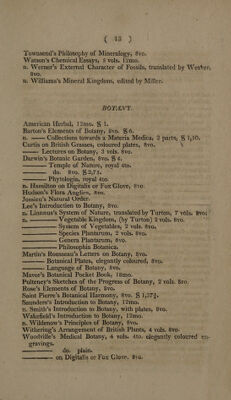 ( 43 )
Townsend's Philosophy of Mineralogy, 8vo.
Watson's Chemical Essays, 5 vols. 12mo.
n. Werner's External Character of Fossils, translated by Weaver,
8vo.
n. Williams's Mineral Kingdom, edited by Miller.
BOTANY.
American Herbal, 12mo. $ 1.
Barton's Elements of Botany, 8vo. $ 6.
n. —— Collections towards a Materia Medica, 2 parts, $ 1,50.
Curtis on British Grasses, coloured plates, 8vo.
—— Lectures on Botany, 3 vols. 8vo.
Darwin's Botanic Garden, 8vo. $ 4.
—— Temple of Nature, royal 4to.
—— do. 8vo. $ 2,75.
—— Phytologia, royal 4to.
n. Hamilton on Digitalis or Fox Glove, 8vo.
Hudson's Flora Anglica, 8vo.
Jussieu's Natural Order.
Lee's Introduction to Botany, 8vo.
n. Linnæus's System of Nature, translated by Turton, 7 vols. 8vo.
n. —— Vegetable Kingdom, (by Turton) 2 vols. 8vo.
—— System of Vegetables, 2 vols. 8vo.
—— Species Plantarum, 2 vols. 8vo.
—— Genera Plantarum, 8vo.
—— Philosophia Botanica.
Martin's Rousseau's Letters on Botany, 8vo.
—— Botanical Plates, elegantly coloured, 8vo.
—— Language of Botany, 8vo.
Mavor's Botanical Pocket Book, 18mo.
Pulteney's Sketches of the Progress of Botany, 2 vols. 8vo.
Rose's Elements of Botany, 8vo.
Saint Pierre's Botanical Harmony, 8vo. $ 1,37½.
Saunders's Introduction to Botany, 12mo.
n. Smith's Introduction to Botany, with plates, 8vo.
Wakefield's Introduction to Botany, 12mo.
n. Wildenow's Principles of Botany, 8vo.
Withering's Arrangement of British Plants, 4 vols. 8vo.
Woodville's Medical Botany, 4 vols. 4to. elegantly coloured en-
gravings.
—— do. plain.
—— on Digitalis or Fox Glove, 8vo.